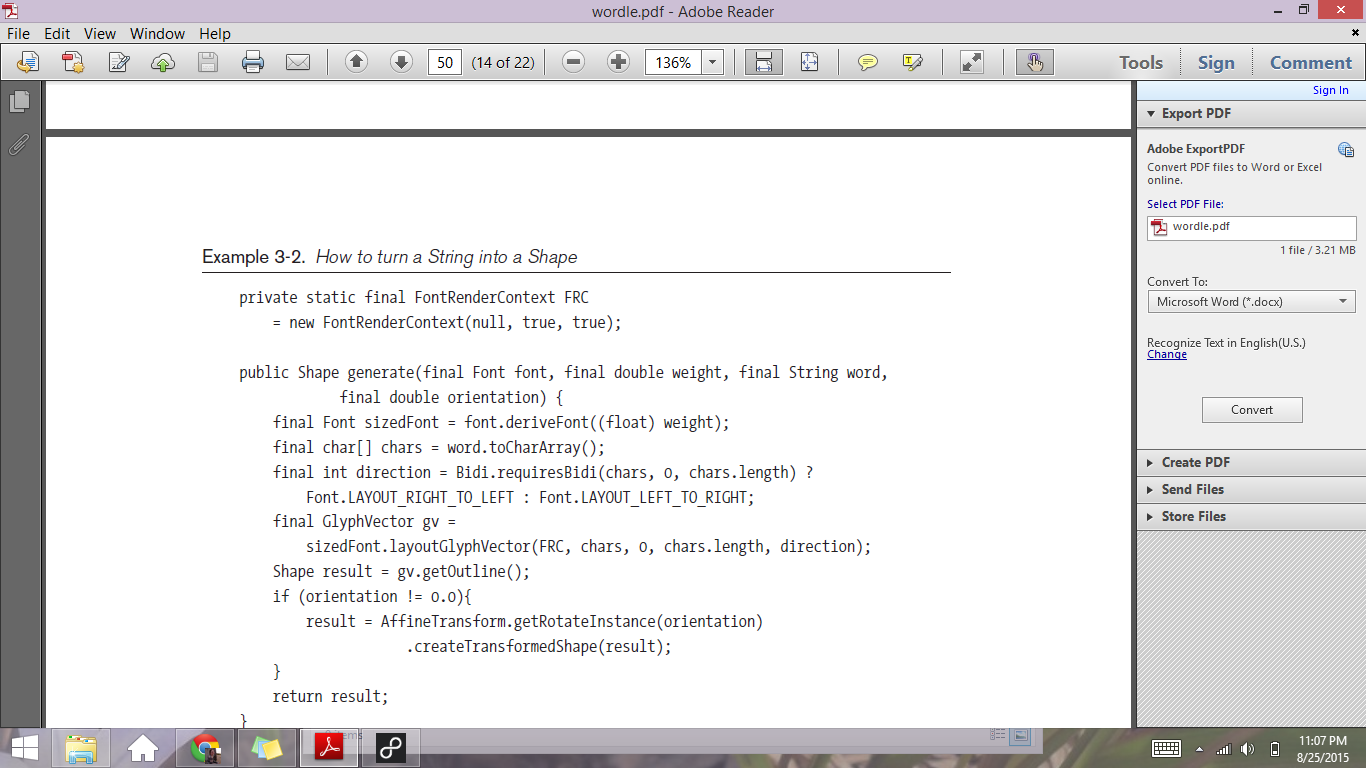 wordle.pdf - Adobe Reader
File Edit View Window Help
50 (14 of 22) 136% Tools Sign Comment
Sign In
Export PDF
Adobe ExportPDF
Convert PDF files to Word or Excel
online.
Select PDF File:
wordle.pdf
1 file / 3.21 MB
Convert To:
Microsoft Word (*.docx)
Recognize Text in English(U.S.)
Change
Convert
Create PDF
Send Files
Store Files
Example 3-2. How to turn a String into a Shape
private static final FontRenderContext FRC
= new FontRenderContext(null, true, true);
public Shape generate(final Font font, final double weight, final String word,
final double orientation) {
final Font sizedFont = font.deriveFont((float) weight);
final char[] chars = word.toCharArray();
final int direction = Bidi.requiresBidi(chars, 0, chars.length) ?
Font.LAYOUT_RIGHT_TO_LEFT : Font.LAYOUT_LEFT_TO_RIGHT;
final GlyphVector gv =
sizedFont.layoutGlyphVector(FRC, chars, 0, chars.length, direction);
Shape result = gv.getOutline();
if (orientation != 0.0){
result = AffineTransform.getRotateInstance(orientation)
.createTransformedShape(result);
}
return result;
}
11:07 PM
8/25/2015